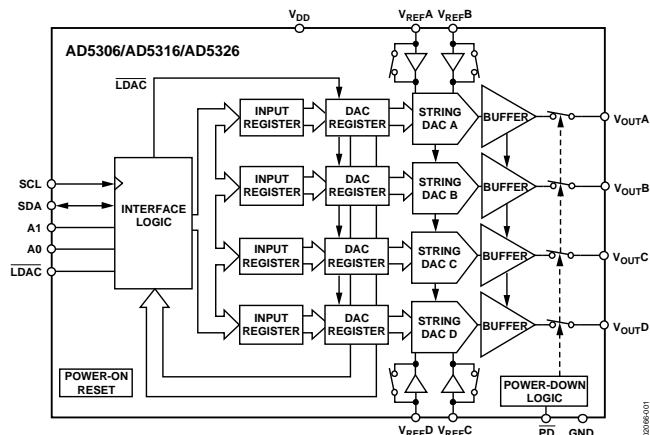 VDD
VREFA VREFB
AD5306/AD5316/AD5326
LDAC
INPUT
REGISTER
DAC
REGISTER
STRING
DAC A
BUFFER
VOUTA
INPUT
REGISTER
DAC
REGISTER
STRING
DAC B
BUFFER
VOUTB
SCL
SDA
A1
A0
LDAC
INTERFACE
LOGIC
INPUT
REGISTER
DAC
REGISTER
STRING
DAC C
BUFFER
VOUTC
INPUT
REGISTER
DAC
REGISTER
STRING
DAC D
BUFFER
VOUTD
POWER-ON
RESET
POWER-DOWN
LOGIC
VREFD VREFC
PD GND
02066-001